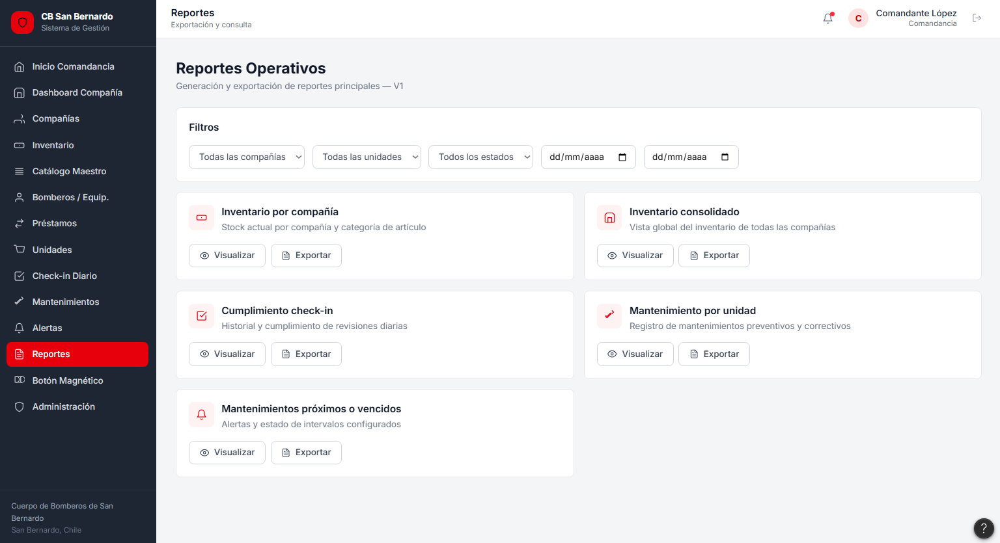 CB San Bernardo
Sistema de Gestión
Inicio Comandancia
Dashboard Compañía
Compañías
Inventario
Catálogo Maestro
Bomberos / Equip.
Préstamos
Unidades
Check-in Diario
Mantenimientos
Alertas
Reportes
Botón Magnético
Administración
Cuerpo de Bomberos de San
Bernardo
San Bernardo, Chile
Reportes
Exportación y consulta
C
Comandante López
Comandancia
Reportes Operativos
Generación y exportación de reportes principales — V1
Filtros
Todas las compañías
Todas las unidades
Todos los estados
dd/mm/aaaa
dd/mm/aaaa
Inventario por compañía
Stock actual por compañía y categoría de artículo
Visualizar
Exportar
Inventario consolidado
Vista global del inventario de todas las compañías
Visualizar
Exportar
Cumplimiento check-in
Historial y cumplimiento de revisiones diarias
Visualizar
Exportar
Mantenimiento por unidad
Registro de mantenimientos preventivos y correctivos
Visualizar
Exportar
Mantenimientos próximos o vencidos
Alertas y estado de intervalos configurados
Visualizar
Exportar
?